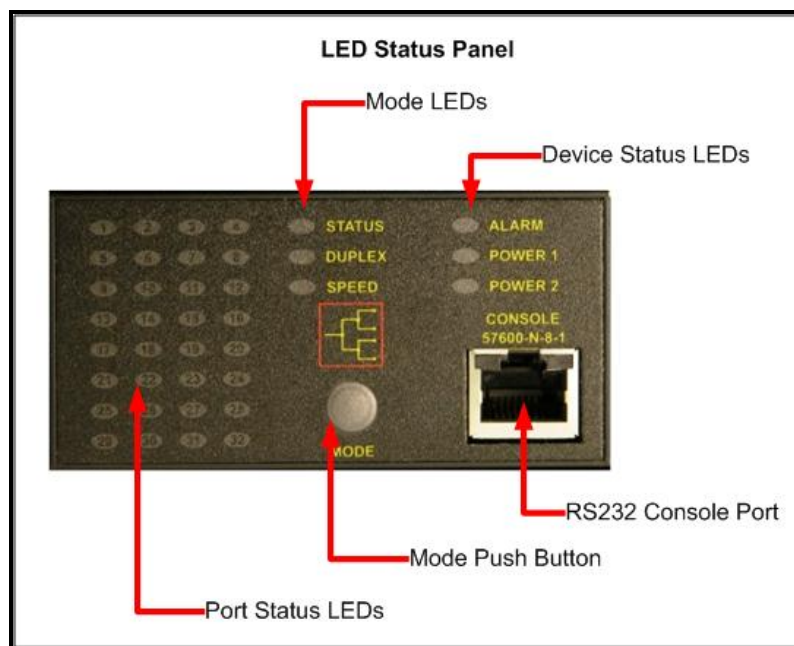 LED Status Panel
Mode LEDs
Device Status LEDs
1 2 3 4 STATUS ALARM
5 6 7 8 DUPLEX POWER 1
9 10 11 12 SPEED POWER 2
13 14 15 16 CONSOLE
17 18 19 20 57600-N-8-1
21 22 23 24
25 26 27 28
29 30 31 32 MODE
RS232 Console Port
Mode Push Button
Port Status LEDs